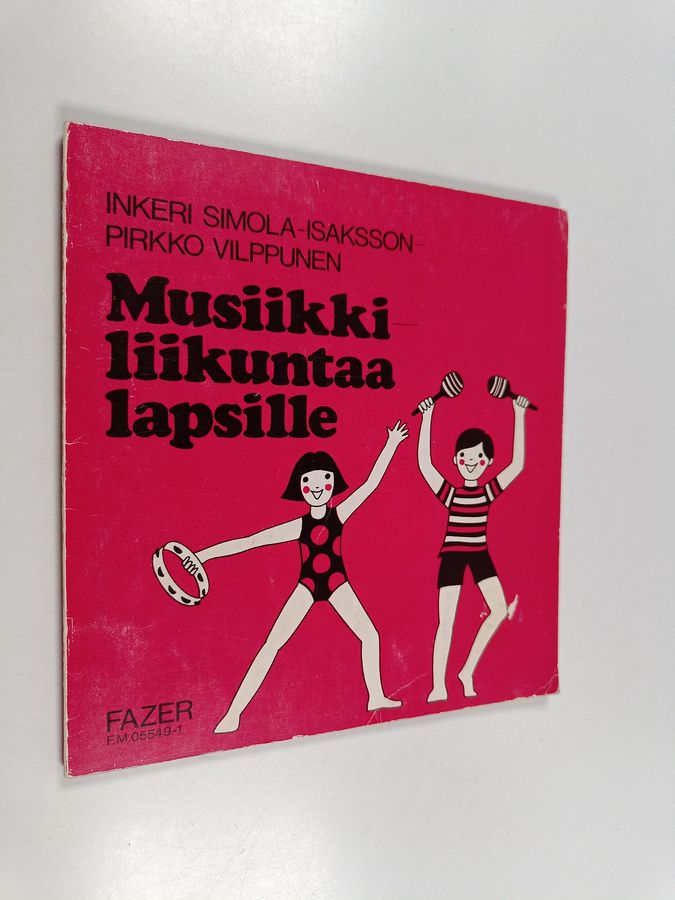 INKERI SIMOLA-ISAKSSON–
PIRKKO VILPPUNEN
Musiikki–
liikuntaa
lapsille
FAZER
F.M.05549-1